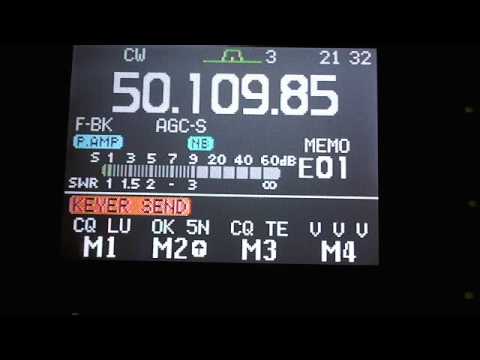 CW 3 21 32
50.109.85
F-BK AGC-S
P.AMP NB MEMO
S 1 3 5 7 9 20 40 60dB E01
SWR 1 1.5 2 - 3 ∞
KEYER SEND
CQ LU OK 5N CQ TE V V V
M1 M2 M3 M4